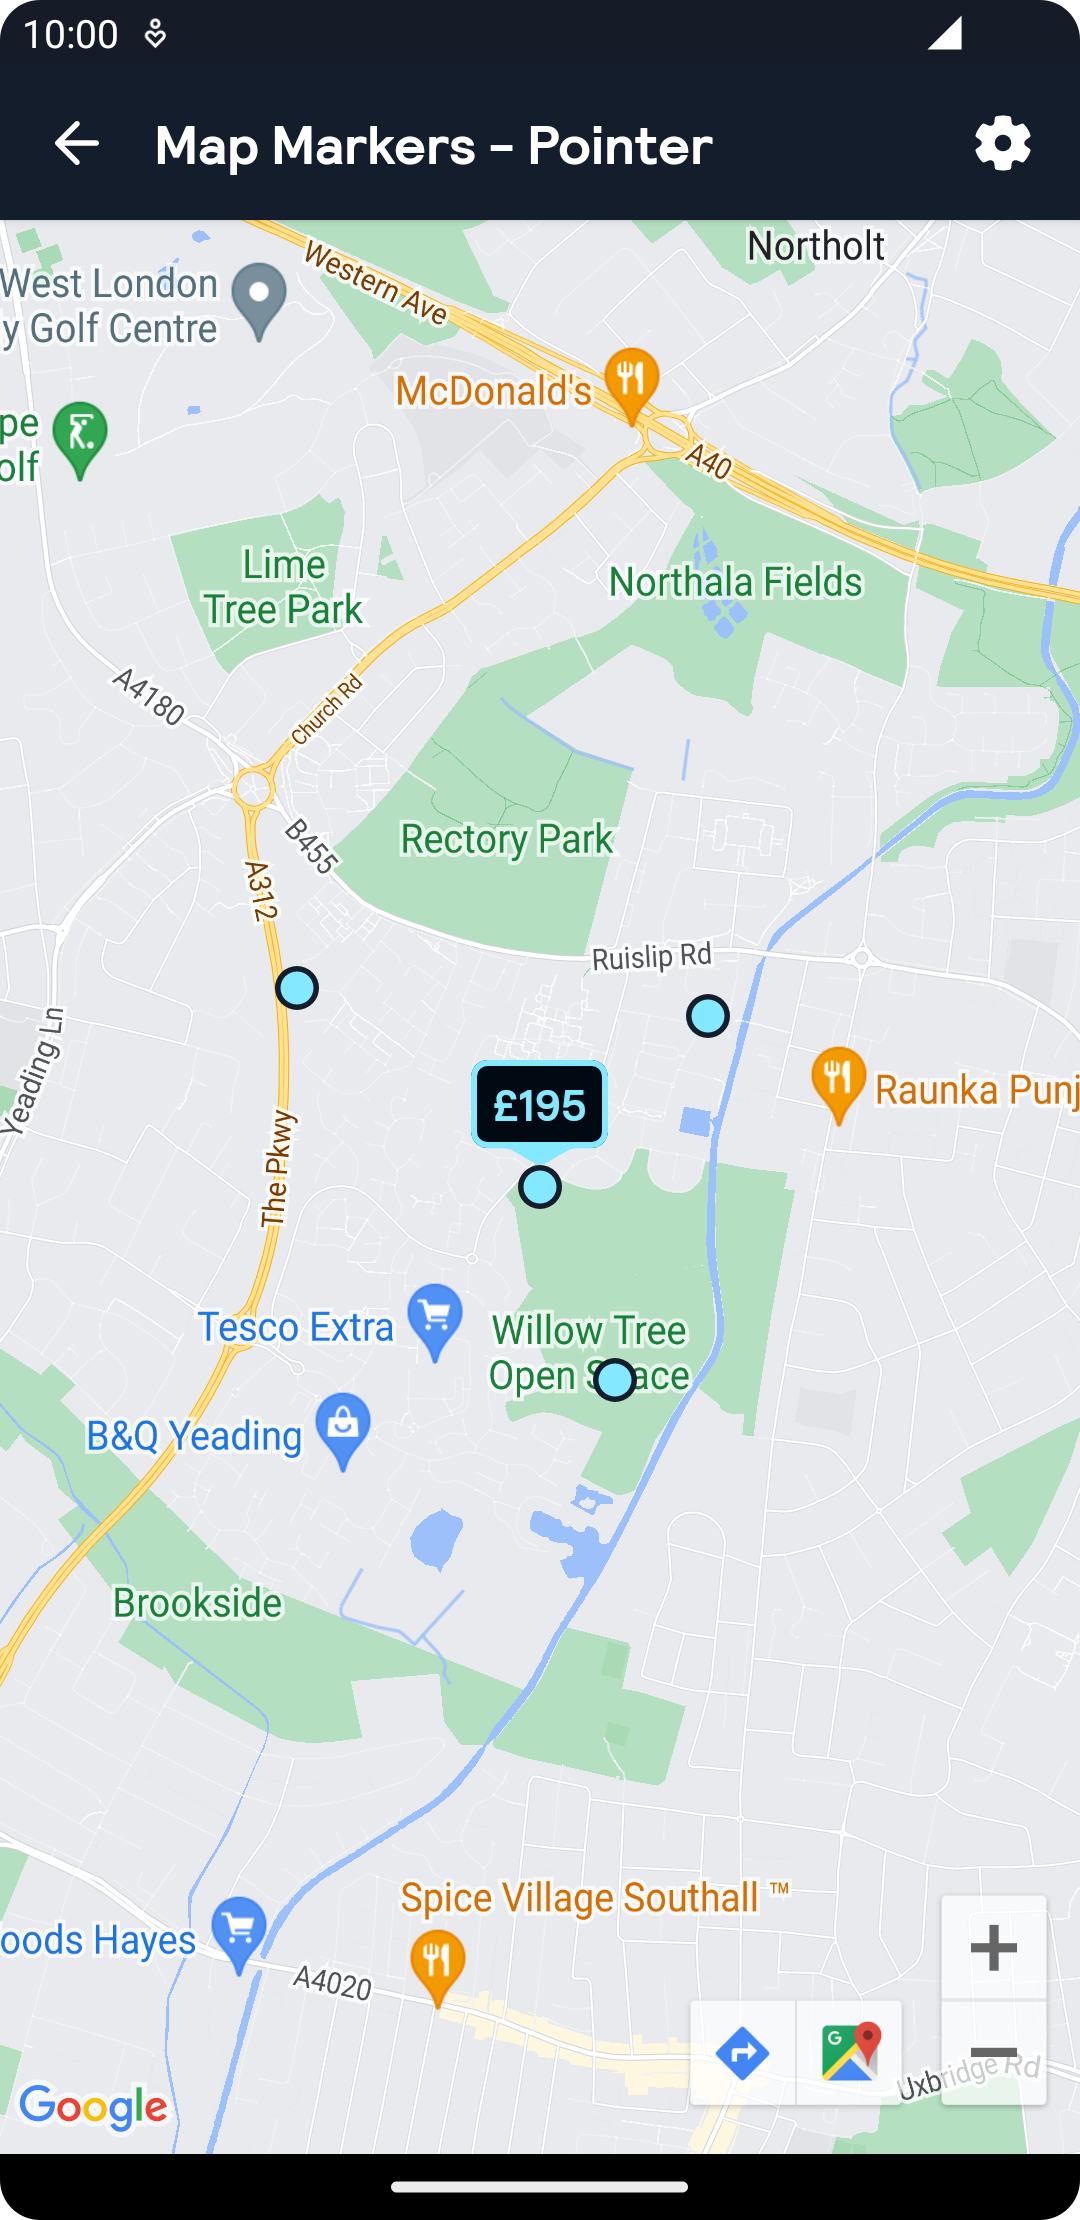 10:00
Map Markers - Pointer
Northolt
West London
y Golf Centre
Western Ave
McDonald's
pe
olf
A40
Lime
Tree Park
Northala Fields
A4180
Church Rd
B455
Rectory Park
A312
Ruislip Rd
Yeading Ln
Raunka Punj
£195
The Pkwy
Tesco Extra
Willow Tree
Open S ace
B&Q Yeading
Brookside
Spice Village Southall ™
oods Hayes
A4020
G
Uxbridge Rd
Google